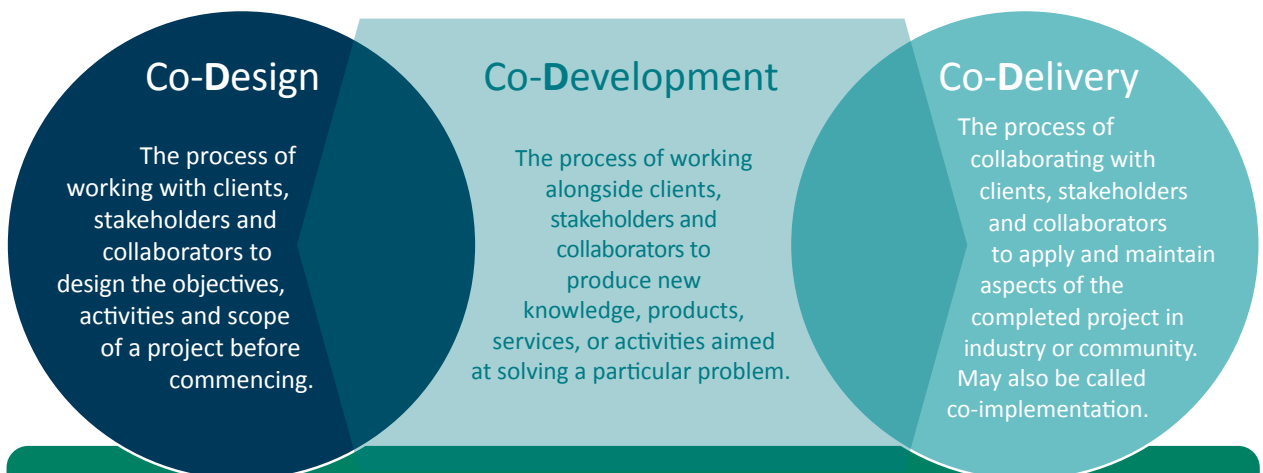 Co-Design
The process of
working with clients,
stakeholders and
collaborators to
design the objectives,
activities and scope
of a project before
commencing.
Co-Development
The process of working
alongside clients,
stakeholders and
collaborators to
produce new
knowledge, products,
services, or activities aimed
at solving a particular problem.
Co-Delivery
The process of
collaborating with
clients, stakeholders
and collaborators
to apply and maintain
aspects of the
completed project in
industry or community.
May also be called
co-implementation.